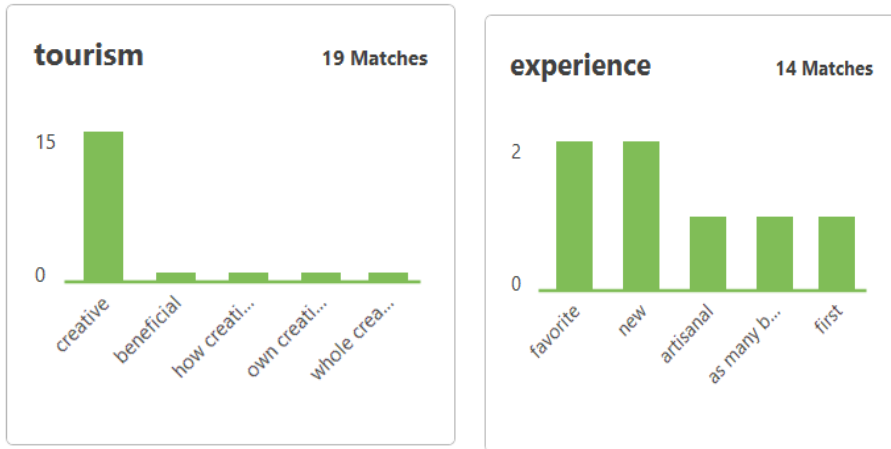 tourism
19 Matches
15
0
creative
beneficial
how creati...
own creati...
whole crea...
experience
14 Matches
2
0
favorite
new
artisanal
as many b...
first